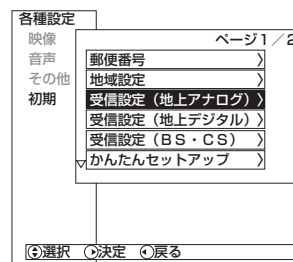 各種設定
映像
音声
その他
初期
ページ1／2
郵便番号 〉
地域設定 〉
受信設定（地上アナログ）〉
受信設定（地上デジタル）〉
受信設定（BS・CS） 〉
かんたんセットアップ 〉
選択 決定 戻る